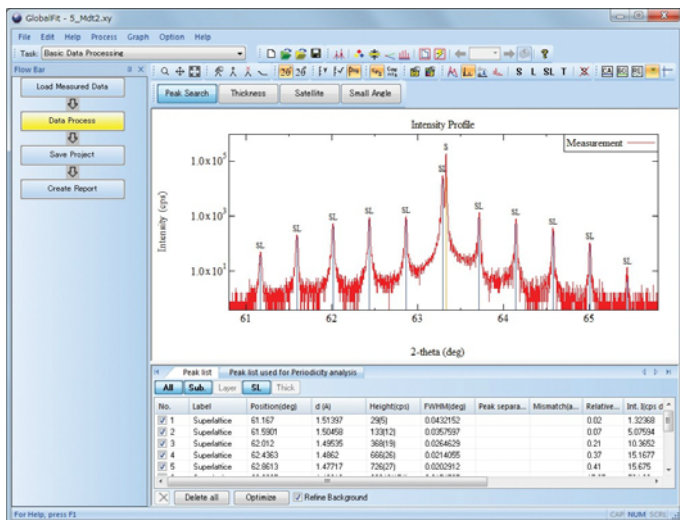 GlobalFit - 5_Mdt2.xy
File Edit Help Process Graph Option Help
Task: Basic Data Processing
Flow Bar
Load Measured Data
Data Process
Save Project
Create Report
S L SL T
Peak Search Thickness Satellite Small Angle
Intensity Profile
Measurement
Intensity (cps)
1.0x10⁵
1.0x10³
1.0x10¹
SL SL SL SL SL SL S SL SL SL SL SL
61 62 63 64 65
2-theta (deg)
Peak list Peak list used for Periodicity analysis
All Sub. Layer SL Thick
No. Label Position(deg) d (A) Height(cps) FWHM(deg) Peak separa... Mismatch(a... Relative... Int. I(cps d
1 Superlattice 61.167 1.51397 29(5) 0.0432152 0.02 1.32368
2 Superlattice 61.5901 1.50458 133(12) 0.0357597 0.07 5.07594
3 Superlattice 62.012 1.49535 368(19) 0.0264629 0.21 10.3652
4 Superlattice 62.4363 1.4862 666(26) 0.0214055 0.37 15.1677
5 Superlattice 62.8613 1.47717 726(27) 0.0202912 0.41 15.675
Delete all Optimize Refine Background
For Help, press F1 CAP NUM SCRL